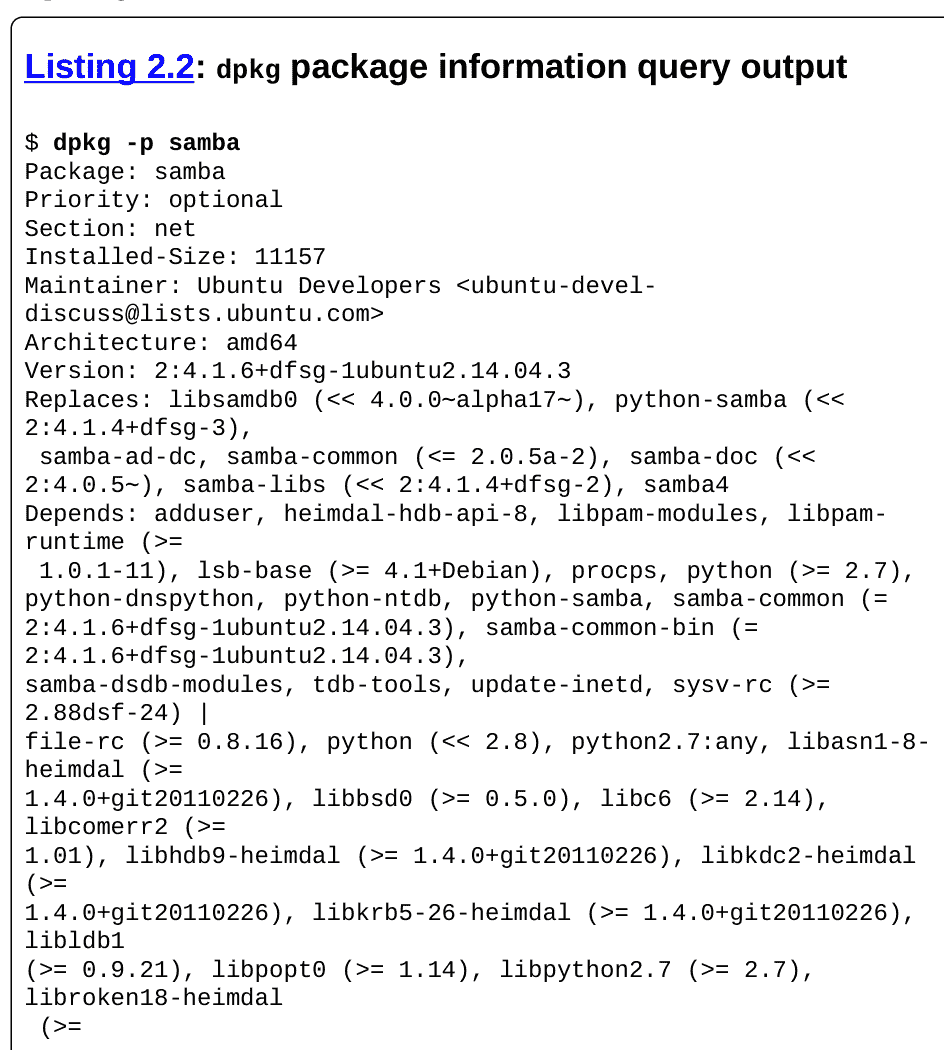 Listing 2.2: dpkg package information query output
$ dpkg -p samba
Package: samba
Priority: optional
Section: net
Installed-Size: 11157
Maintainer: Ubuntu Developers <ubuntu-devel-
discuss@lists.ubuntu.com>
Architecture: amd64
Version: 2:4.1.6+dfsg-1ubuntu2.14.04.3
Replaces: libsamdb0 (<< 4.0.0~alpha17~), python-samba (<<
2:4.1.4+dfsg-3),
 samba-ad-dc, samba-common (<= 2.0.5a-2), samba-doc (<<
2:4.0.5~), samba-libs (<< 2:4.1.4+dfsg-2), samba4
Depends: adduser, heimdal-hdb-api-8, libpam-modules, libpam-
runtime (>=
 1.0.1-11), lsb-base (>= 4.1+Debian), procps, python (>= 2.7),
python-dnspython, python-ntdb, python-samba, samba-common (=
2:4.1.6+dfsg-1ubuntu2.14.04.3), samba-common-bin (=
2:4.1.6+dfsg-1ubuntu2.14.04.3),
samba-dsdb-modules, tdb-tools, update-inetd, sysv-rc (>=
2.88dsf-24) |
file-rc (>= 0.8.16), python (<< 2.8), python2.7:any, libasn1-8-
heimdal (>=
1.4.0+git20110226), libbsd0 (>= 0.5.0), libc6 (>= 2.14),
libcomerr2 (>=
1.01), libhdb9-heimdal (>= 1.4.0+git20110226), libkdc2-heimdal
(>=
1.4.0+git20110226), libkrb5-26-heimdal (>= 1.4.0+git20110226),
libldb1
(>= 0.9.21), libpopt0 (>= 1.14), libpython2.7 (>= 2.7),
libroken18-heimdal
 (>=